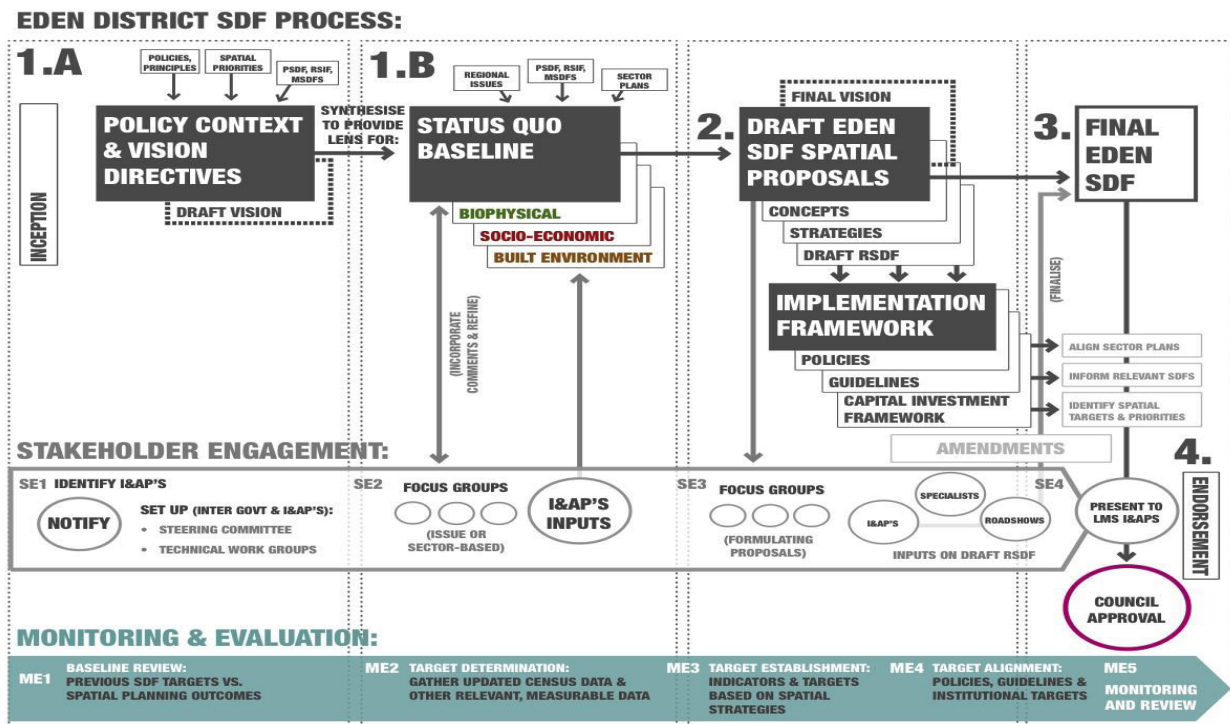 EDEN DISTRICT SDF PROCESS:
1.A
POLICIES,
PRINCIPLES
SPATIAL
PRIORITIES
PSDF, RSIF,
MSDFS
INCEPTION
POLICY CONTEXT
& VISION
DIRECTIVES
DRAFT VISION
SYNTHESISE
TO PROVIDE
LENS FOR:
1.B
REGIONAL
ISSUES
PSDF, RSIF,
MSDFS
SECTOR
PLANS
STATUS QUO
BASELINE
BIOPHYSICAL
SOCIO-ECONOMIC
BUILT ENVIRONMENT
(INCORPORATE
COMMENTS & REFINE)
2.
FINAL VISION
DRAFT EDEN
SDF SPATIAL
PROPOSALS
CONCEPTS
STRATEGIES
DRAFT RSDF
IMPLEMENTATION
FRAMEWORK
POLICIES
GUIDELINES
CAPITAL INVESTMENT
FRAMEWORK
3.
FINAL
EDEN
SDF
(FINALISE)
ALIGN SECTOR PLANS
INFORM RELEVANT SDFS
IDENTIFY SPATIAL
TARGETS & PRIORITIES
AMENDMENTS
4.
ENDORSEMENT
STAKEHOLDER ENGAGEMENT:
SE1 IDENTIFY I&AP'S
NOTIFY
SET UP (INTER GOVT & I&AP'S):
• STEERING COMMITTEE
• TECHNICAL WORK GROUPS
SE2
FOCUS GROUPS
(ISSUE OR
SECTOR-BASED)
I&AP'S
INPUTS
SE3
FOCUS GROUPS
(FORMULATING
PROPOSALS)
I&AP'S
SPECIALISTS
ROADSHOWS
INPUTS ON DRAFT RSDF
SE4
PRESENT TO
LMS I&APS
COUNCIL
APPROVAL
MONITORING & EVALUATION:
ME1
BASELINE REVIEW:
PREVIOUS SDF TARGETS VS.
SPATIAL PLANNING OUTCOMES
ME2
TARGET DETERMINATION:
GATHER UPDATED CENSUS DATA &
OTHER RELEVANT, MEASURABLE DATA
ME3
TARGET ESTABLISHMENT:
INDICATORS & TARGETS
BASED ON SPATIAL
STRATEGIES
ME4
TARGET ALIGNMENT:
POLICIES, GUIDELINES &
INSTITUTIONAL TARGETS
ME5
MONITORING
AND REVIEW